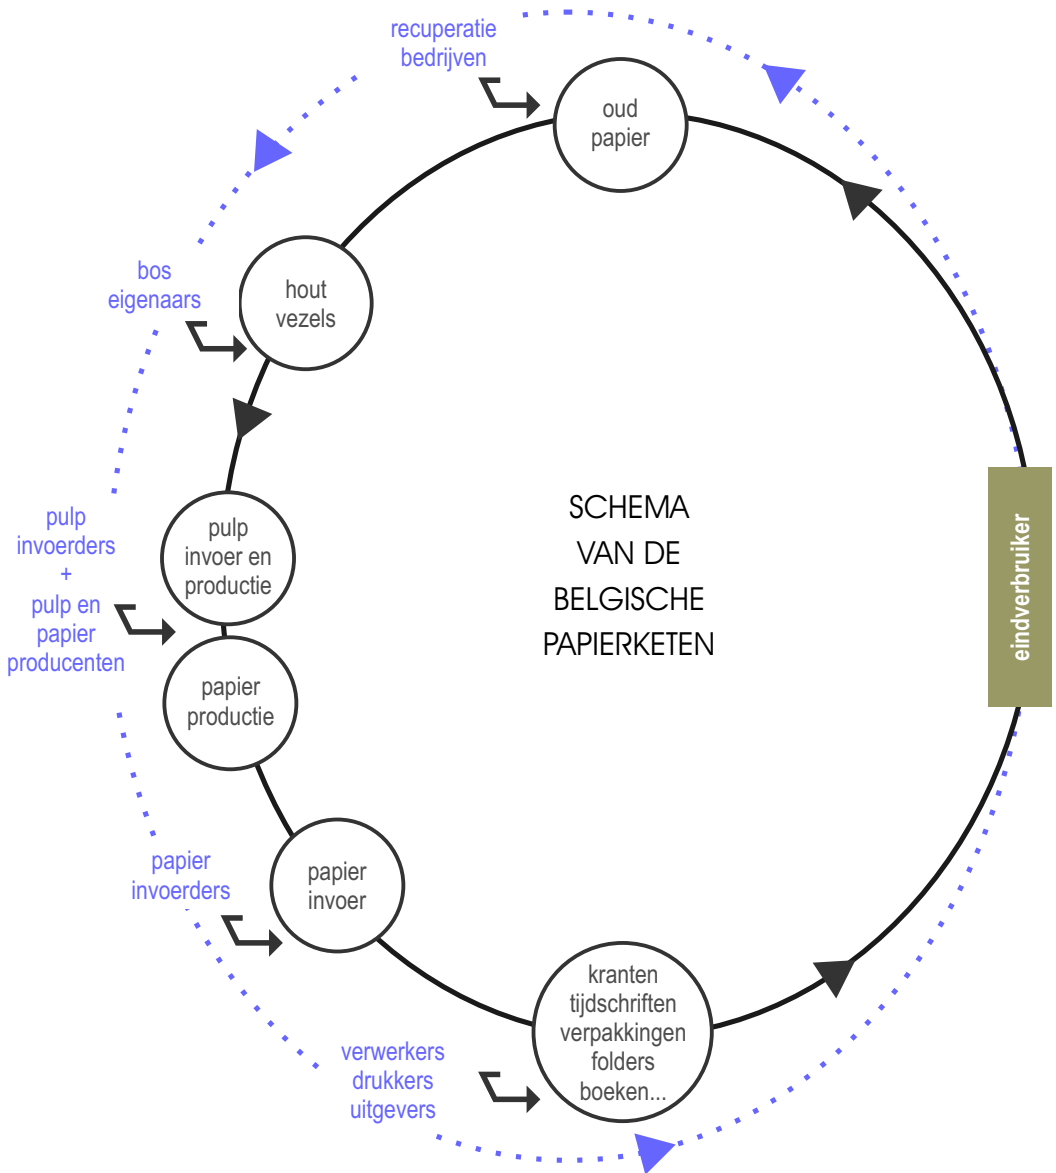 recuperatie
bedrijven
oud
papier
bos
eigenaars
hout
vezels
pulp
invoerders
+
pulp en
papier
producenten
pulp
invoer en
productie
papier
productie
SCHEMA
VAN DE
BELGISCHE
PAPIERKETEN
eindverbruiker
papier
invoerders
papier
invoer
verwerkers
drukkers
uitgevers
kranten
tijdschriften
verpakkingen
folders
boeken...